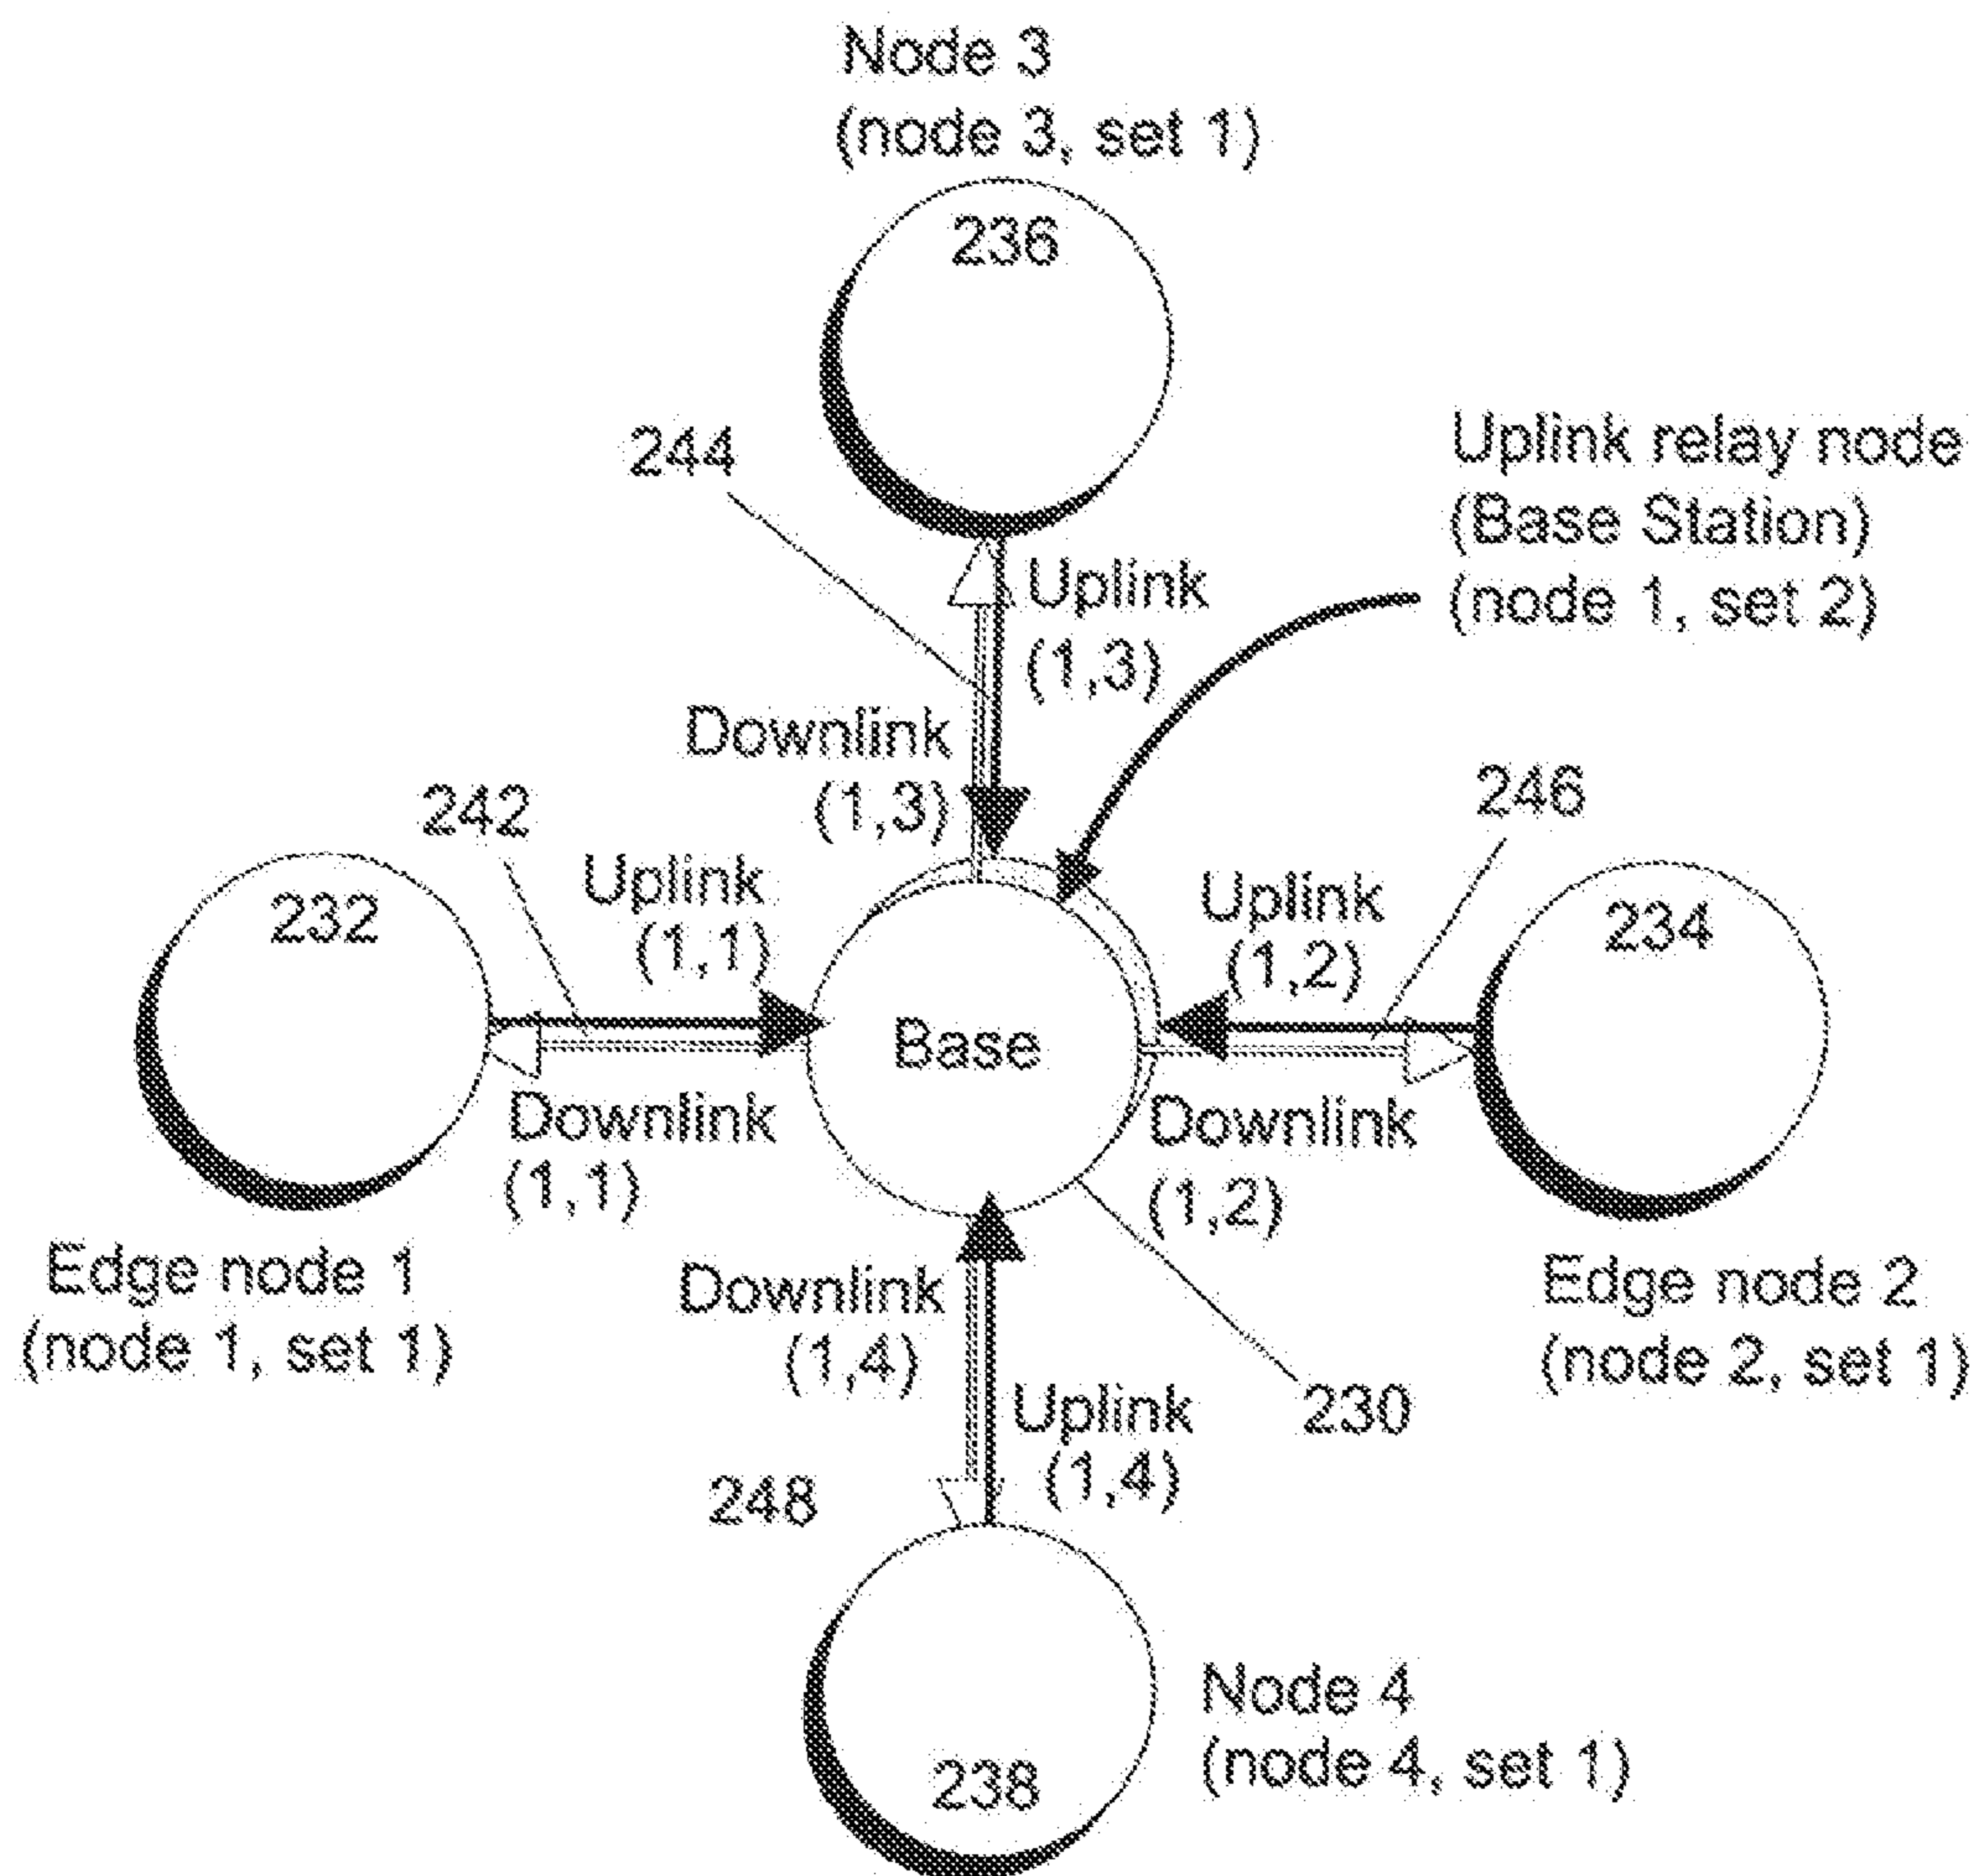 Node 3
(node 3, set 1)
236
244
Uplink relay node
(Base Station)
(node 1, set 2)
Uplink
(1,3)
Downlink
(1,3)
242
246
Uplink
(1,1)
Uplink
(1,2)
232
234
Base
Downlink
(1,1)
Downlink
(1,2)
Edge node 1
(node 1, set 1)
Edge node 2
(node 2, set 1)
Downlink
(1,4)
Uplink
(1,4)
230
248
Node 4
(node 4, set 1)
238